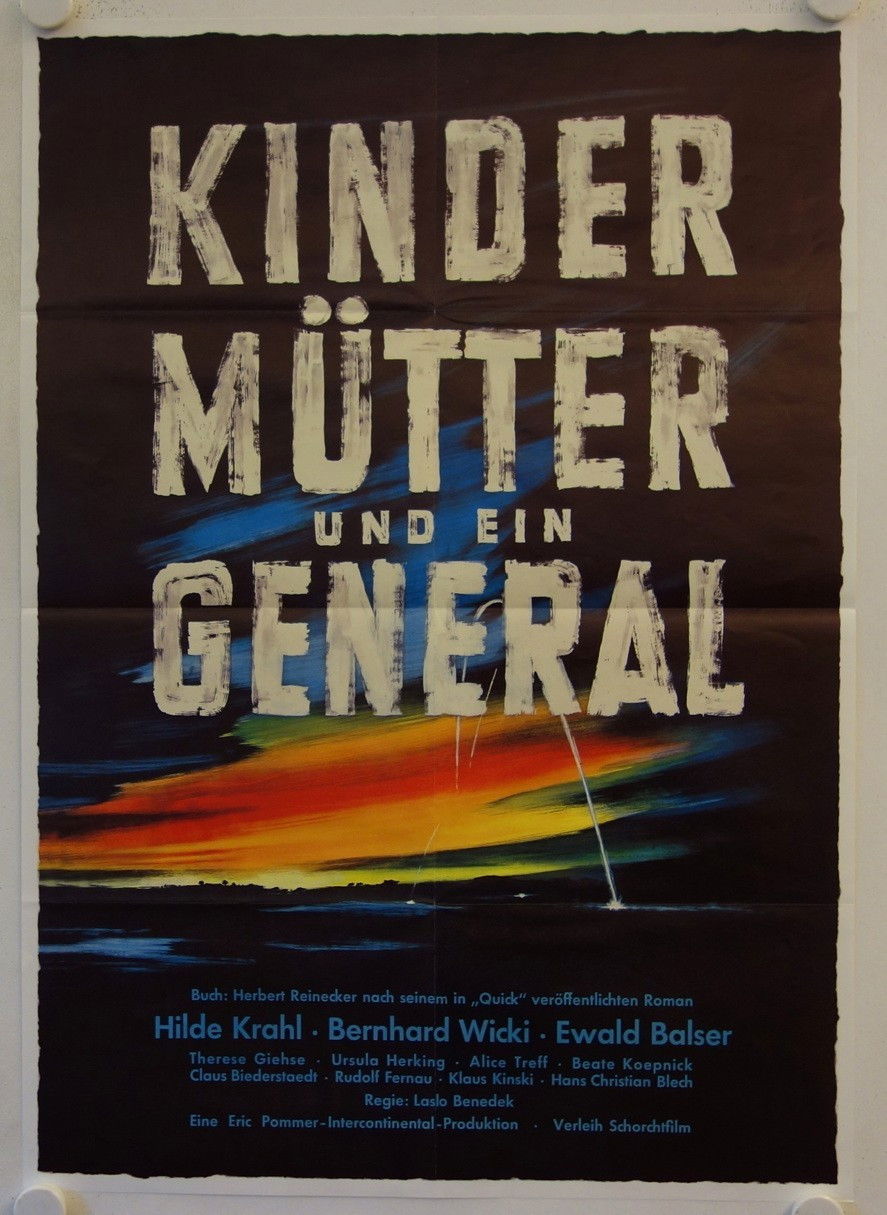 KINDER
MÜTTER
UND EIN
GENERAL
Buch: Herbert Reinecker nach seinem in „Quick“ veröffentlichten Roman
Hilde Krahl · Bernhard Wicki · Ewald Balser
Therese Giehse · Ursula Herking · Alice Treff · Beate Koepnick
Claus Biederstaedt · Rudolf Fernau · Klaus Kinski · Hans Christian Blech
Regie: Laslo Benedek
Eine Eric Pommer-Intercontinental-Produktion · Verleih Schorchtfilm